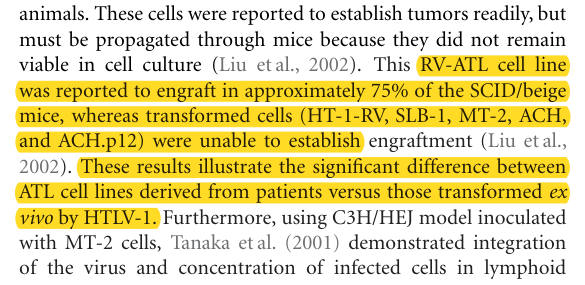 animals. These cells were reported to establish tumors readily, but
must be propagated through mice because they did not remain
viable in cell culture (Liu et al., 2002). This RV-ATL cell line
was reported to engraft in approximately 75% of the SCID/beige
mice, whereas transformed cells (HT-1-RV, SLB-1, MT-2, ACH,
and ACH.p12) were unable to establish engraftment (Liu et al.,
2002). These results illustrate the significant difference between
ATL cell lines derived from patients versus those transformed ex
vivo by HTLV-1. Furthermore, using C3H/HEJ model inoculated
with MT-2 cells, Tanaka et al. (2001) demonstrated integration
of the virus and concentration of infected cells in lymphoid